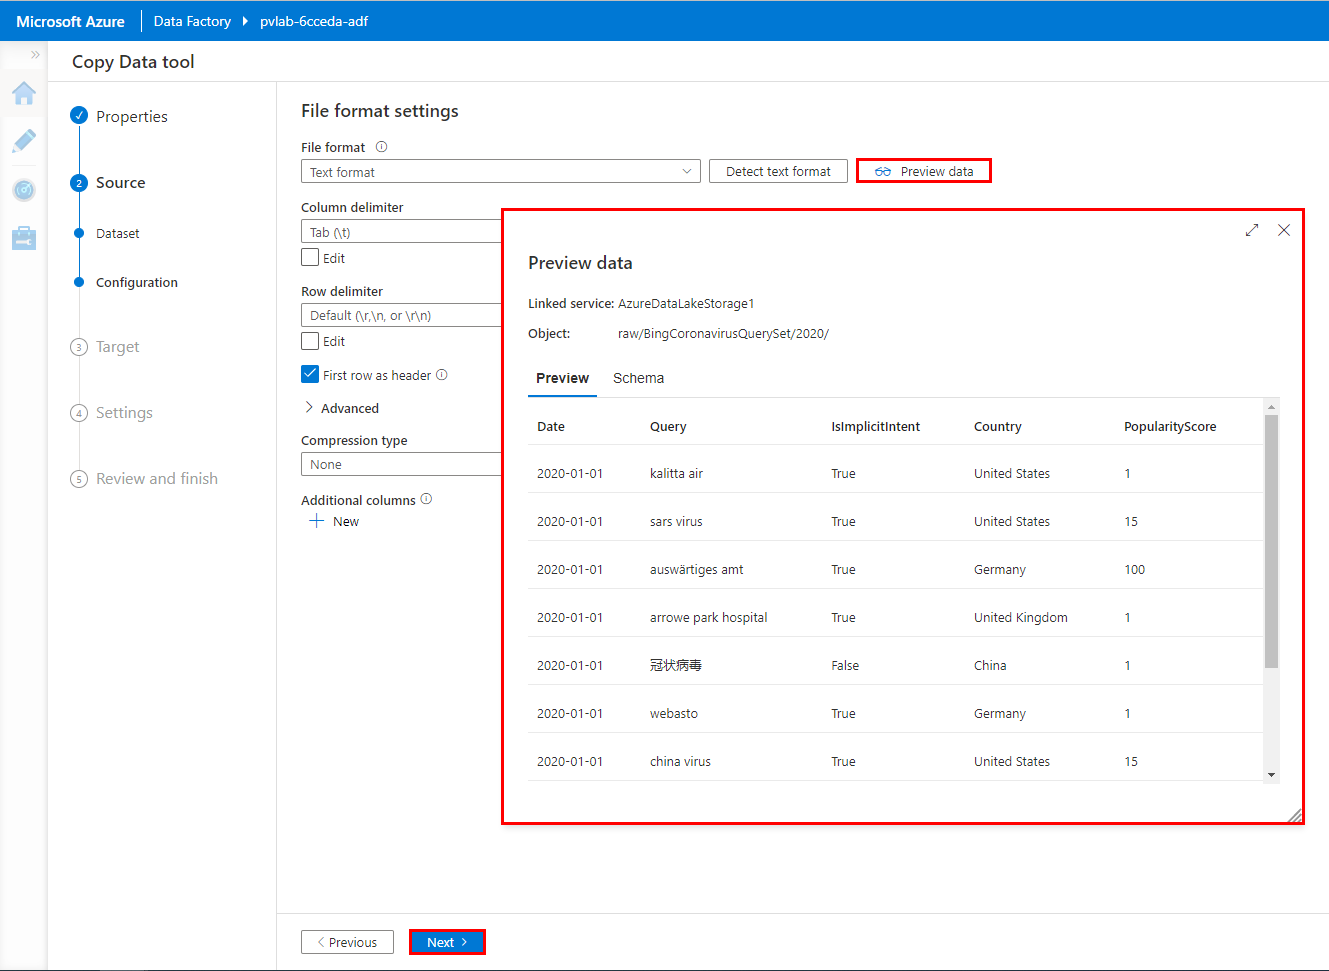 Microsoft Azure Data Factory pvlab-6cceda-adf
Copy Data tool
Properties
2 Source
Dataset
Configuration
3 Target
4 Settings
5 Review and finish
File format settings
File format
Text format
Detect text format
Preview data
Column delimiter
Tab (\t)
Edit
Row delimiter
Default (\r,\n, or \r\n)
Edit
First row as header
Advanced
Compression type
None
Additional columns
New
Preview data
Linked service: AzureDataLakeStorage1
Object: raw/BingCoronavirusQuerySet/2020/
Preview Schema
Date Query IsImplicitIntent Country PopularityScore
2020-01-01 kalitta air True United States 1
2020-01-01 sars virus True United States 15
2020-01-01 auswärtiges amt True Germany 100
2020-01-01 arrowe park hospital True United Kingdom 1
2020-01-01 冠状病毒 False China 1
2020-01-01 webasto True Germany 1
2020-01-01 china virus True United States 15
Previous Next